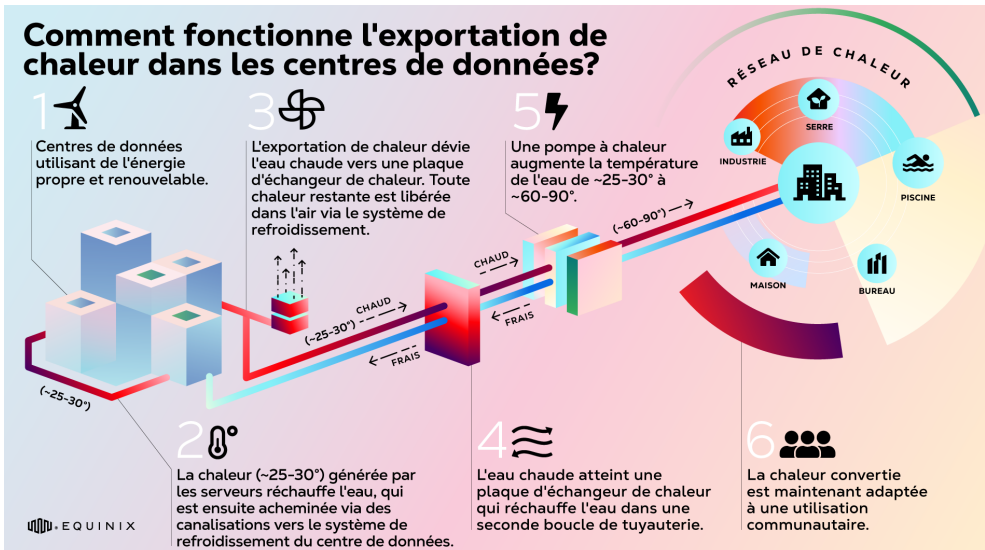 Comment fonctionne l'exportation de
chaleur dans les centres de données?
1
Centres de données
utilisant de l'énergie
propre et renouvelable.
3
L'exportation de chaleur dévie
l'eau chaude vers une plaque
d'échangeur de chaleur. Toute
chaleur restante est libérée
dans l'air via le système de
refroidissement.
5
Une pompe à chaleur
augmente la température
de l'eau de ~25-30° à
~60-90°.
RÉSEAU DE CHALEUR
SERRE
INDUSTRIE
PISCINE
MAISON
BUREAU
(~60-90°)
CHAUD
FRAIS
(~25-30°)
CHAUD
FRAIS
(~25-30°)
2
La chaleur (~25-30°) générée par
les serveurs réchauffe l'eau, qui
est ensuite acheminée via des
canalisations vers le système de
refroidissement du centre de données.
4
L'eau chaude atteint une
plaque d'échangeur de chaleur
qui réchauffe l'eau dans une
seconde boucle de tuyauterie.
6
La chaleur convertie
est maintenant adaptée
à une utilisation
communautaire.
EQUINIX